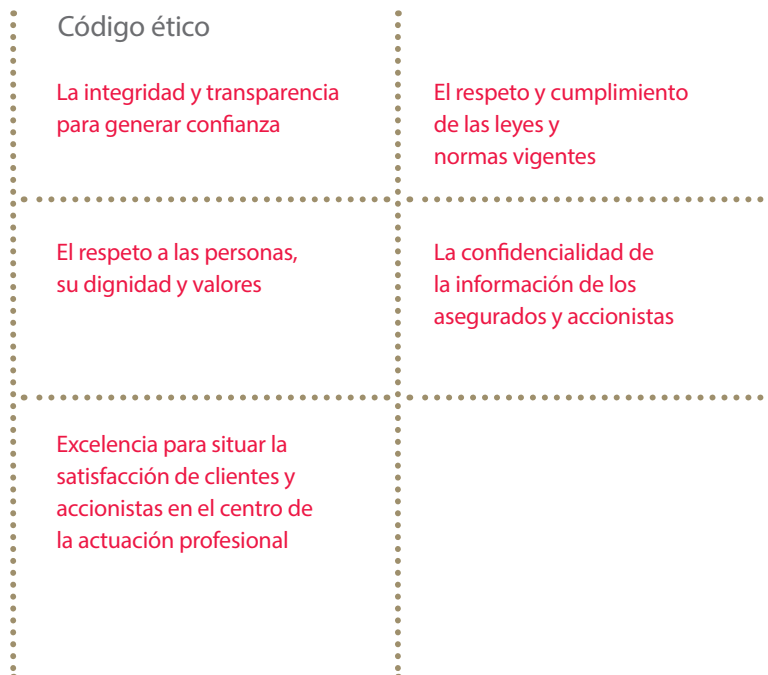 Código ético
La integridad y transparencia
para generar confianza
El respeto y cumplimiento
de las leyes y
normas vigentes
El respeto a las personas,
su dignidad y valores
La confidencialidad de
la información de los
asegurados y accionistas
Excelencia para situar la
satisfacción de clientes y
accionistas en el centro de
la actuación profesional